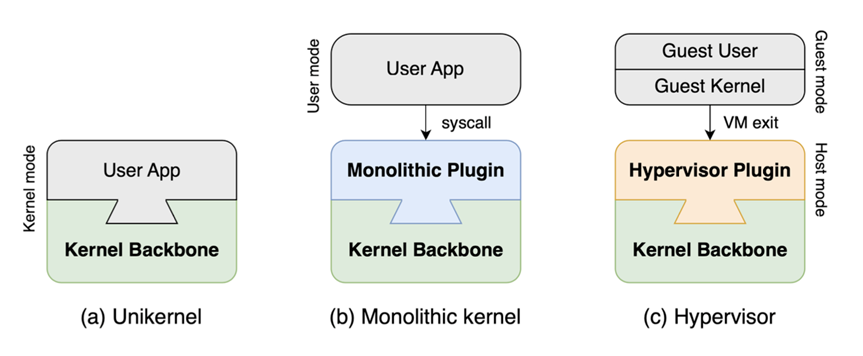 Kernel mode
User App
Kernel Backbone
(a) Unikernel
User mode
User App
syscall
Monolithic Plugin
Kernel Backbone
(b) Monolithic kernel
Guest User
Guest Kernel
Guest mode
VM exit
Hypervisor Plugin
Host mode
Kernel Backbone
(c) Hypervisor